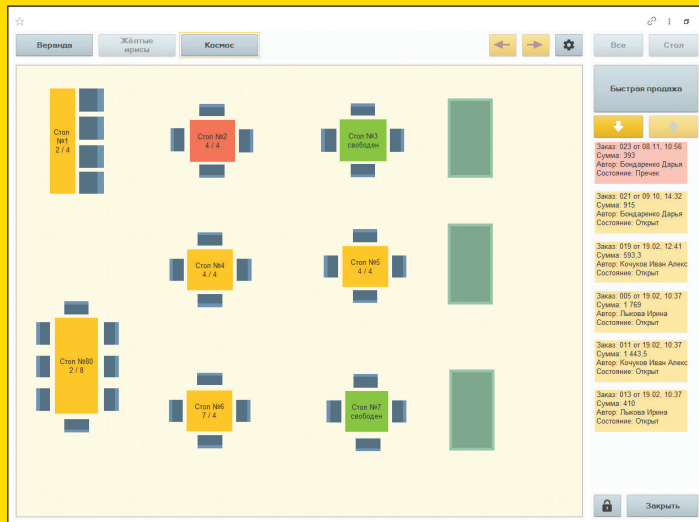 Веранда
Жёлтые
ирисы
Космос
Все
Стол
Быстрая продажа
Стол
№1
2 / 4
Стол №2
4 / 4
Стол №3
свободен
Стол №4
4 / 4
Стол №5
4 / 4
Стол №80
2 / 8
Стол №6
7 / 4
Стол №7
свободен
Заказ: 023 от 08.11, 10:56
Сумма: 393
Автор: Бондаренко Дарья
Состояние: Пречек
Заказ: 021 от 09.10, 14:32
Сумма: 915
Автор: Бондаренко Дарья
Состояние: Открыт
Заказ: 019 от 19.02, 12:41
Сумма: 593,3
Автор: Кочуков Иван Алекс
Состояние: Открыт
Заказ: 005 от 19.02, 10:37
Сумма: 1 769
Автор: Лыкова Ирина
Состояние: Открыт
Заказ: 011 от 19.02, 10:37
Сумма: 1 443,5
Автор: Кочуков Иван Алекс
Состояние: Открыт
Заказ: 013 от 19.02, 10:37
Сумма: 410
Автор: Лыкова Ирина
Состояние: Открыт
Закрыть